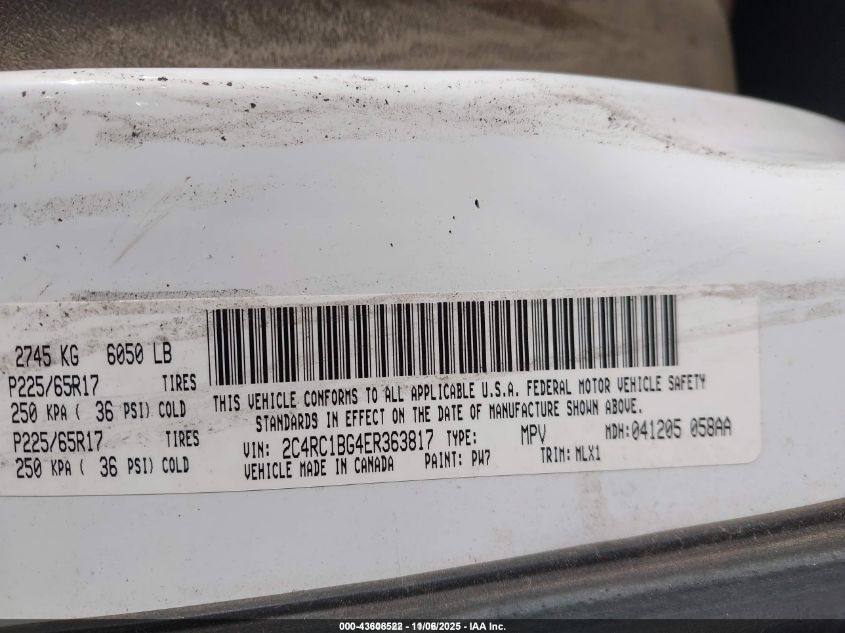 2745 KG 6050 LB
P225/65R17 TIRES
250 KPA ( 36 PSI) COLD
P225/65R17 TIRES
250 KPA ( 36 PSI) COLD
THIS VEHICLE CONFORMS TO ALL APPLICABLE U.S.A. FEDERAL MOTOR VEHICLE SAFETY
STANDARDS IN EFFECT ON THE DATE OF MANUFACTURE SHOWN ABOVE.
VIN: 2C4RC1BG4ER363817 TYPE: MPV MDH:041205 058AA
VEHICLE MADE IN CANADA PAINT: PW7 TRIM: MLX1
000-43606522 - 11/06/2025 - IAA Inc.